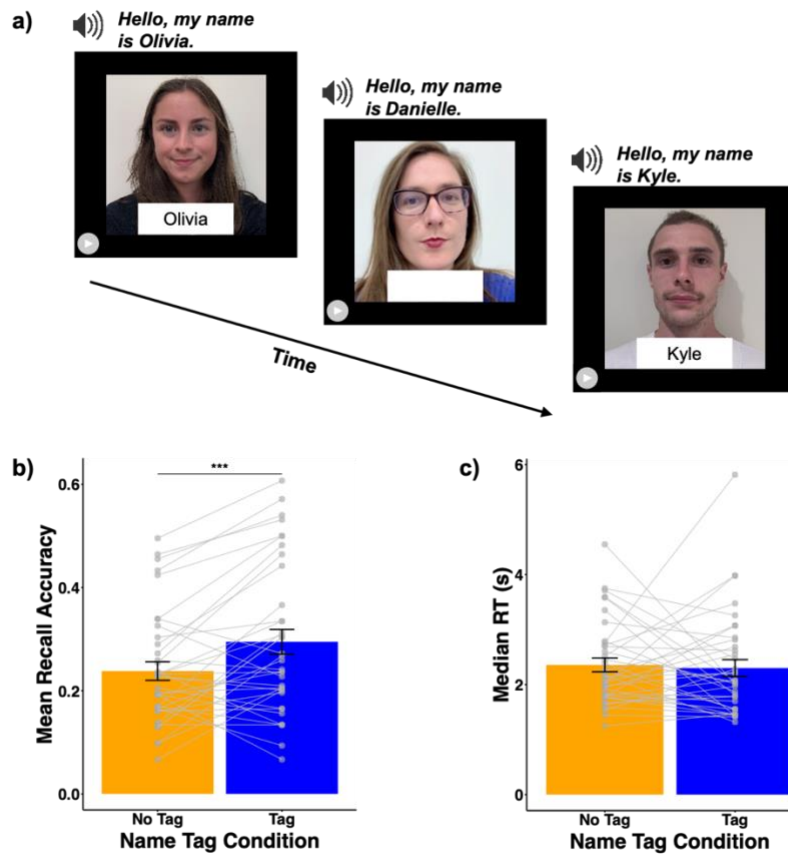 a)
Hello, my name
is Olivia.
Olivia
Hello, my name
is Danielle.
Hello, my name
is Kyle.
Kyle
Time
b)
***
Mean Recall Accuracy
0.6
0.4
0.2
0.0
No Tag
Tag
Name Tag Condition
c)
Median RT (s)
6
4
2
0
No Tag
Tag
Name Tag Condition